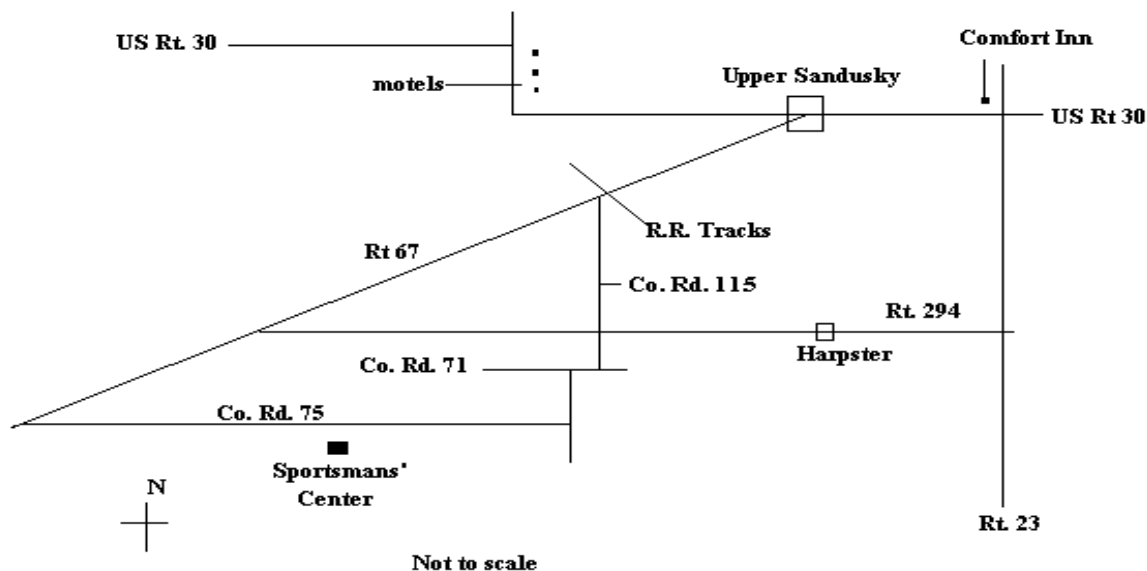 Comfort Inn
US Rt. 30
Upper Sandusky
motels
US Rt 30
R.R. Tracks
Rt 67
Co. Rd. 115
Rt. 294
Harpster
Co. Rd. 71
Co. Rd. 75
Sportsmans'
Center
N
Rt. 23
Not to scale